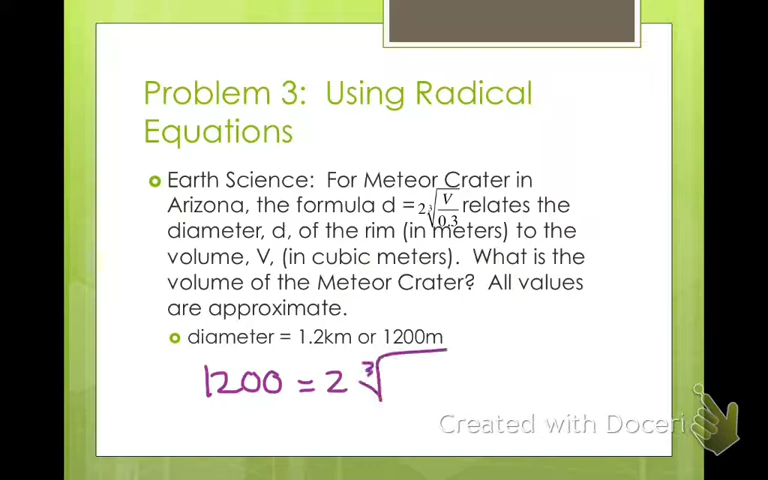 Problem 3: Using Radical
Equations
Earth Science: For Meteor Crater in
Arizona, the formula d = 2∛(V/0.3) relates the
diameter, d, of the rim (in meters) to the
volume, V, (in cubic meters). What is the
volume of the Meteor Crater? All values
are approximate.
diameter = 1.2km or 1200m
1200 = 2 ∛
Created with Doceri